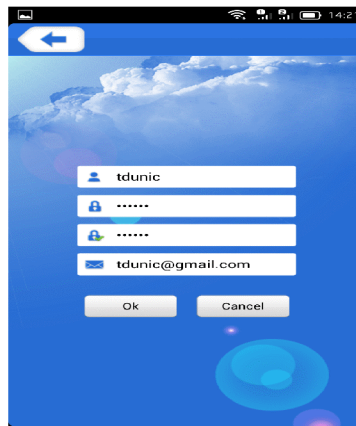 14:2
tdunic
••••••
••••••
tdunic@gmail.com
Ok Cancel